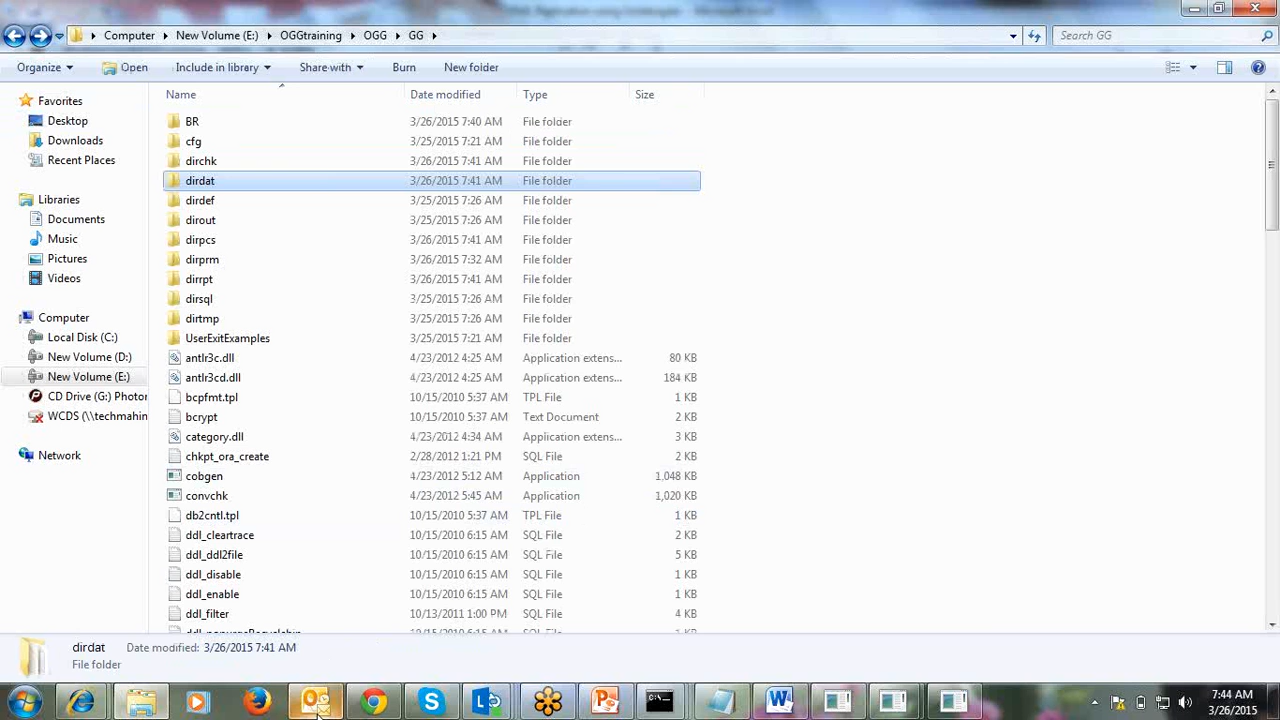 Computer New Volume (E:) OGGtraining OGG GG Search GG
Organize Open Include in library Share with Burn New folder
Name Date modified Type Size
Favorites
Desktop
Downloads
Recent Places
Libraries
Documents
Music
Pictures
Videos
Computer
Local Disk (C:)
New Volume (D:)
New Volume (E:)
CD Drive (G:) Photon
WCDS (\\techmahin
Network
BR 3/26/2015 7:40 AM File folder
cfg 3/25/2015 7:21 AM File folder
dirchk 3/26/2015 7:41 AM File folder
dirdat 3/26/2015 7:41 AM File folder
dirdef 3/25/2015 7:26 AM File folder
dirout 3/25/2015 7:26 AM File folder
dirpcs 3/26/2015 7:41 AM File folder
dirprm 3/26/2015 7:32 AM File folder
dirrpt 3/26/2015 7:41 AM File folder
dirsql 3/25/2015 7:26 AM File folder
dirtmp 3/25/2015 7:26 AM File folder
UserExitExamples 3/25/2015 7:21 AM File folder
antlr3c.dll 4/23/2012 4:25 AM Application extens... 80 KB
antlr3cd.dll 4/23/2012 4:25 AM Application extens... 184 KB
bcpfmt.tpl 10/15/2010 5:37 AM TPL File 1 KB
bcrypt 10/15/2010 5:37 AM Text Document 2 KB
category.dll 4/23/2012 4:34 AM Application extens... 3 KB
chkpt_ora_create 2/28/2012 1:21 PM SQL File 2 KB
cobgen 4/23/2012 5:12 AM Application 1,048 KB
convchk 4/23/2012 5:45 AM Application 1,020 KB
db2cntl.tpl 10/15/2010 5:37 AM TPL File 1 KB
ddl_cleartrace 10/15/2010 6:15 AM SQL File 2 KB
ddl_ddl2file 10/15/2010 6:15 AM SQL File 5 KB
ddl_disable 10/15/2010 6:15 AM SQL File 1 KB
ddl_enable 10/15/2010 6:15 AM SQL File 1 KB
ddl_filter 10/13/2011 1:00 PM SQL File 4 KB
dirdat Date modified: 3/26/2015 7:41 AM
File folder
7:44 AM
3/26/2015